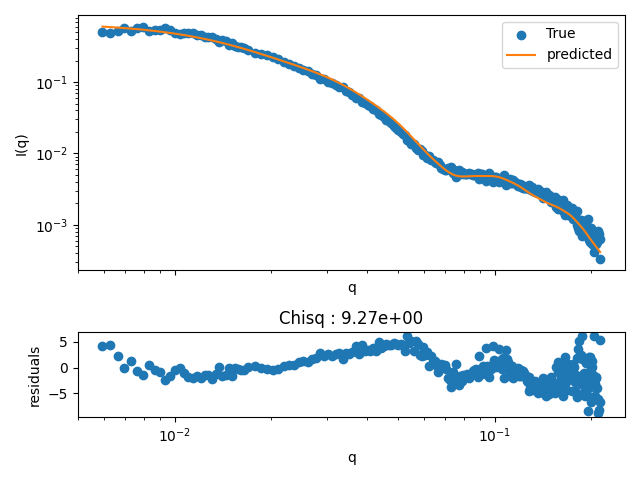 True
predicted
I(q)
10⁻¹
10⁻²
10⁻³
q
Chisq : 9.27e+00
residuals
5
0
−5
10⁻²
10⁻¹
q